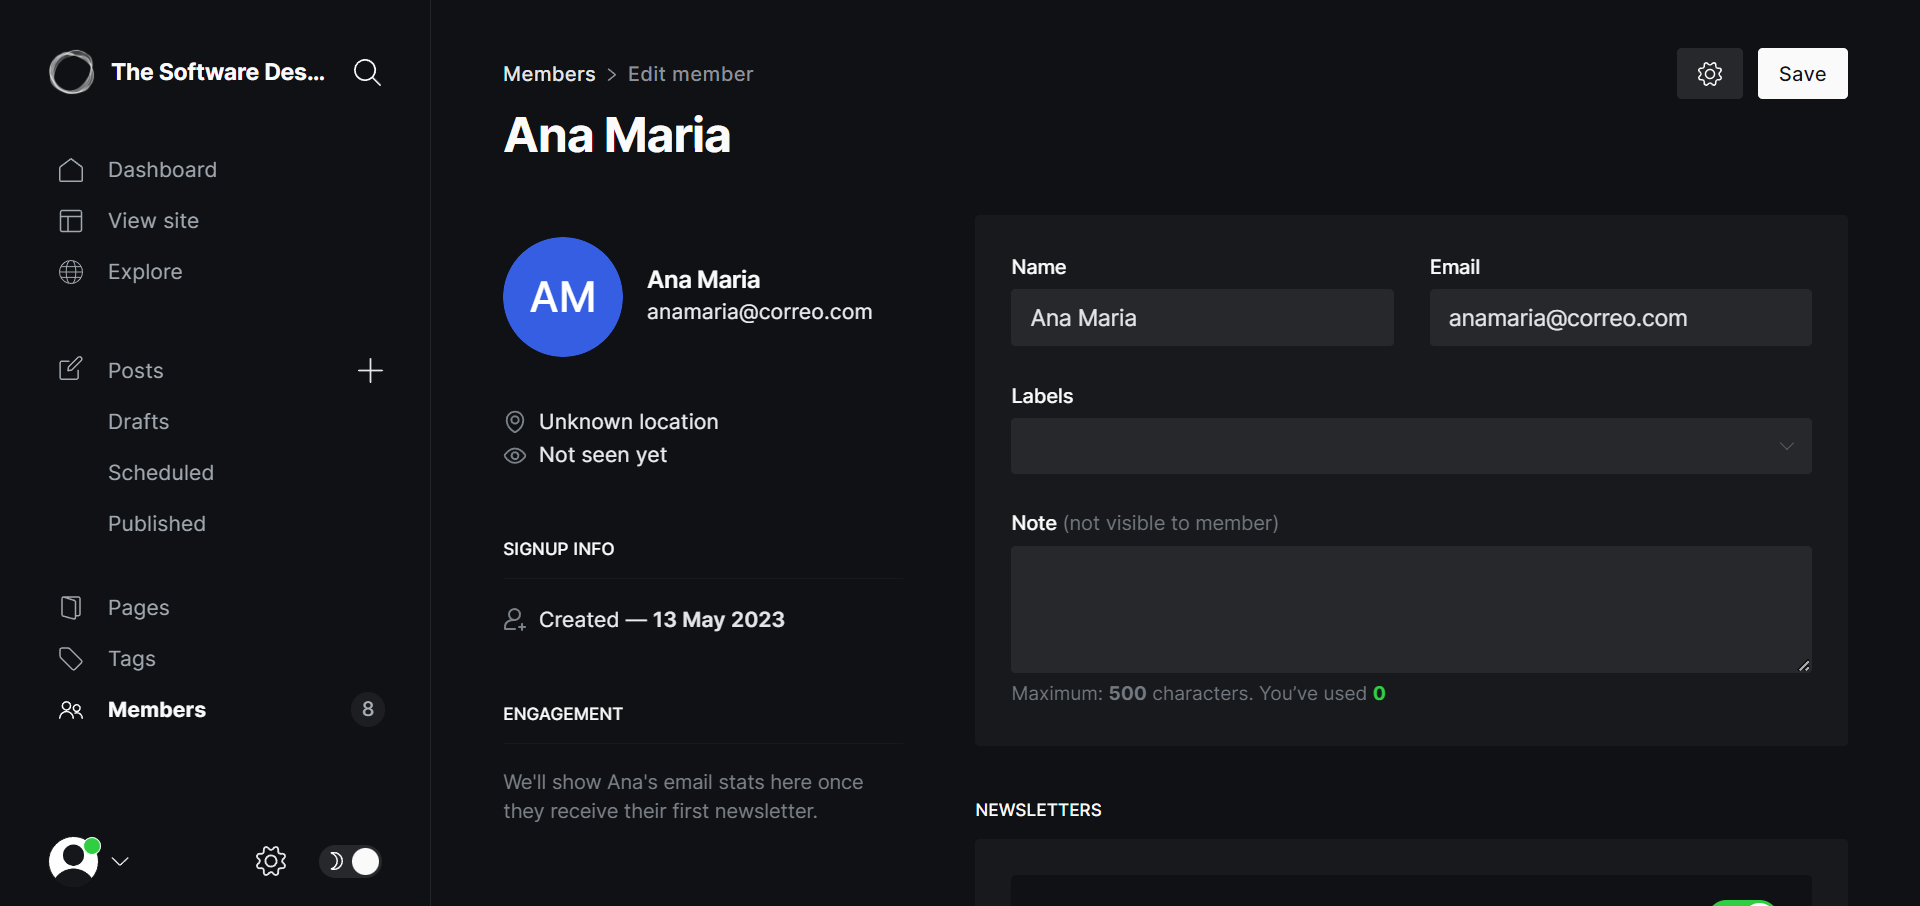 The Software Des...
Dashboard
View site
Explore
Posts
Drafts
Scheduled
Published
Pages
Tags
Members
8
Members > Edit member
Save
Ana Maria
AM
Ana Maria
anamaria@correo.com
Unknown location
Not seen yet
SIGNUP INFO
Created — 13 May 2023
ENGAGEMENT
We'll show Ana's email stats here once
they receive their first newsletter.
Name
Ana Maria
Email
anamaria@correo.com
Labels
Note (not visible to member)
Maximum: 500 characters. You’ve used 0
NEWSLETTERS